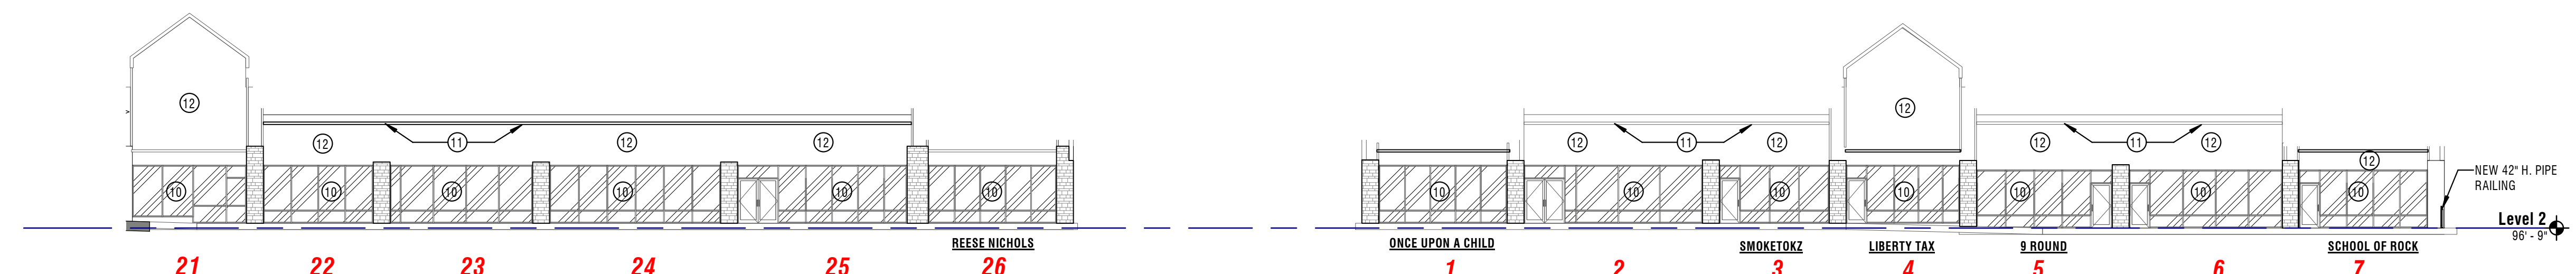 12 12
12 11 12 12 12 11 12 12 11 12
12
10 10 10 10 10 10 10 10 10 10 10 10 10
NEW 42" H. PIPE
RAILING
Level 2
96' - 9"
REESE NICHOLS ONCE UPON A CHILD SMOKETOKZ LIBERTY TAX 9 ROUND SCHOOL OF ROCK
21 22 23 24 25 26 1 2 3 4 5 6 7